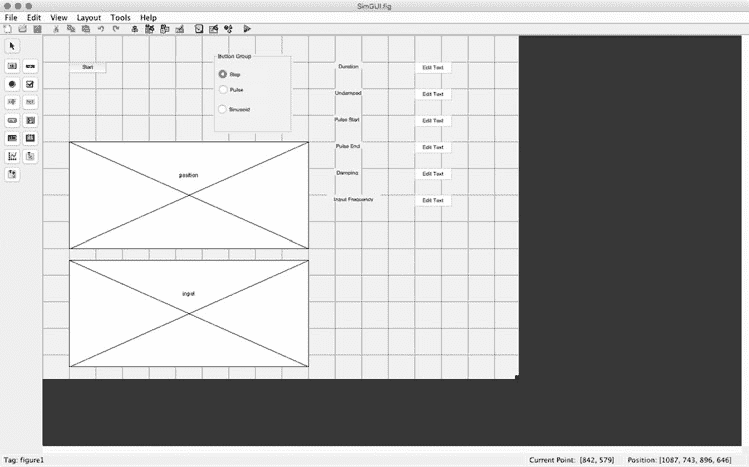 SimGUI.fig
File Edit View Layout Tools Help
Start
Button Group
Step
Pulse
Sinusoid
Duration Edit Text
Undamped Edit Text
Pulse Start Edit Text
Pulse End Edit Text
Damping Edit Text
Input Frequency Edit Text
position
input
Tag: figure1 Current Point: [842, 579] Position: [1087, 743, 896, 646]